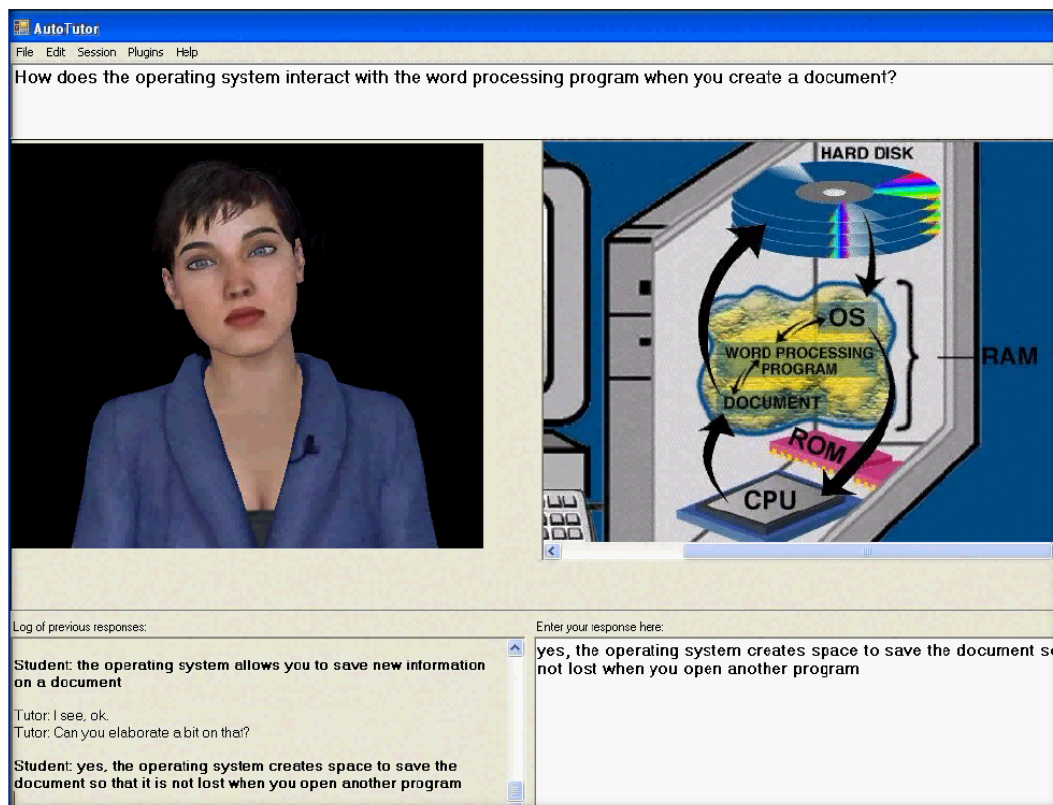 AutoTutor
File Edit Session Plugins Help
How does the operating system interact with the word processing program when you create a document?
HARD DISK
OS
WORD PROCESSING
PROGRAM
DOCUMENT
RAM
ROM
CPU
Log of previous responses:
Student: the operating system allows you to save new information
on a document
Tutor: I see, ok.
Tutor: Can you elaborate a bit on that?
Student: yes, the operating system creates space to save the
document so that it is not lost when you open another program
Enter your response here:
yes, the operating system creates space to save the document so
not lost when you open another program